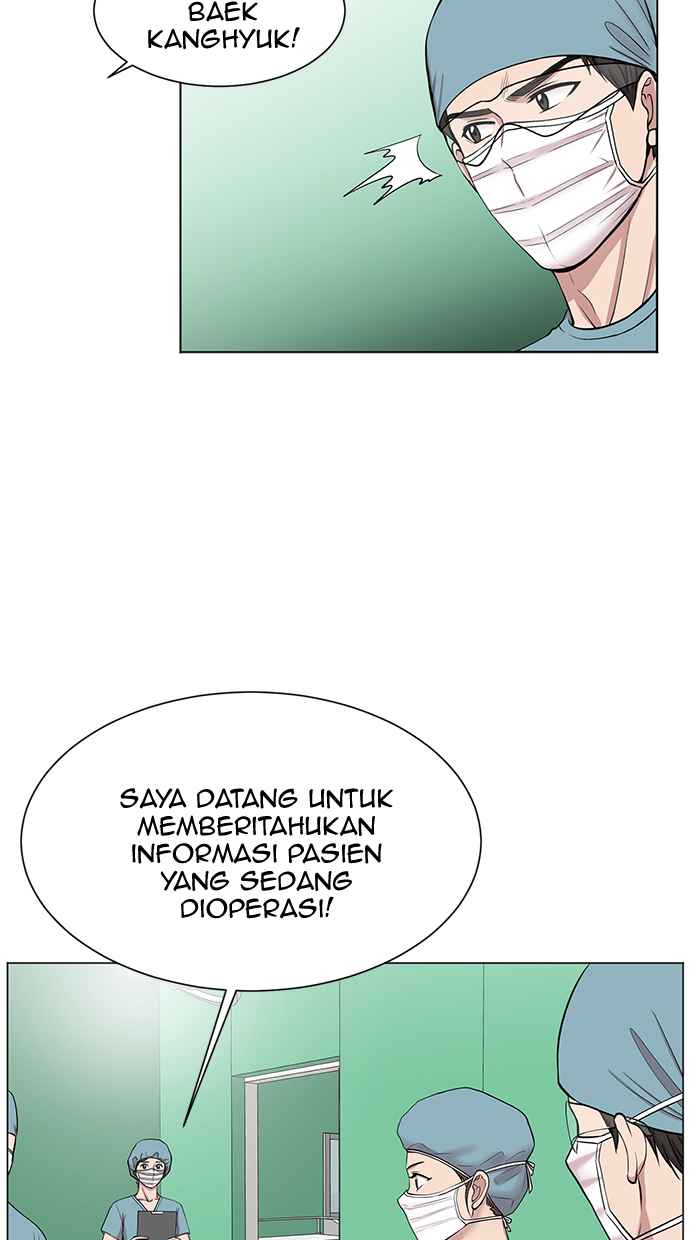 BAEK
KANGHYUK!
SAYA DATANG UNTUK
MEMBERITAHUKAN
INFORMASI PASIEN
YANG SEDANG
DIOPERASI!